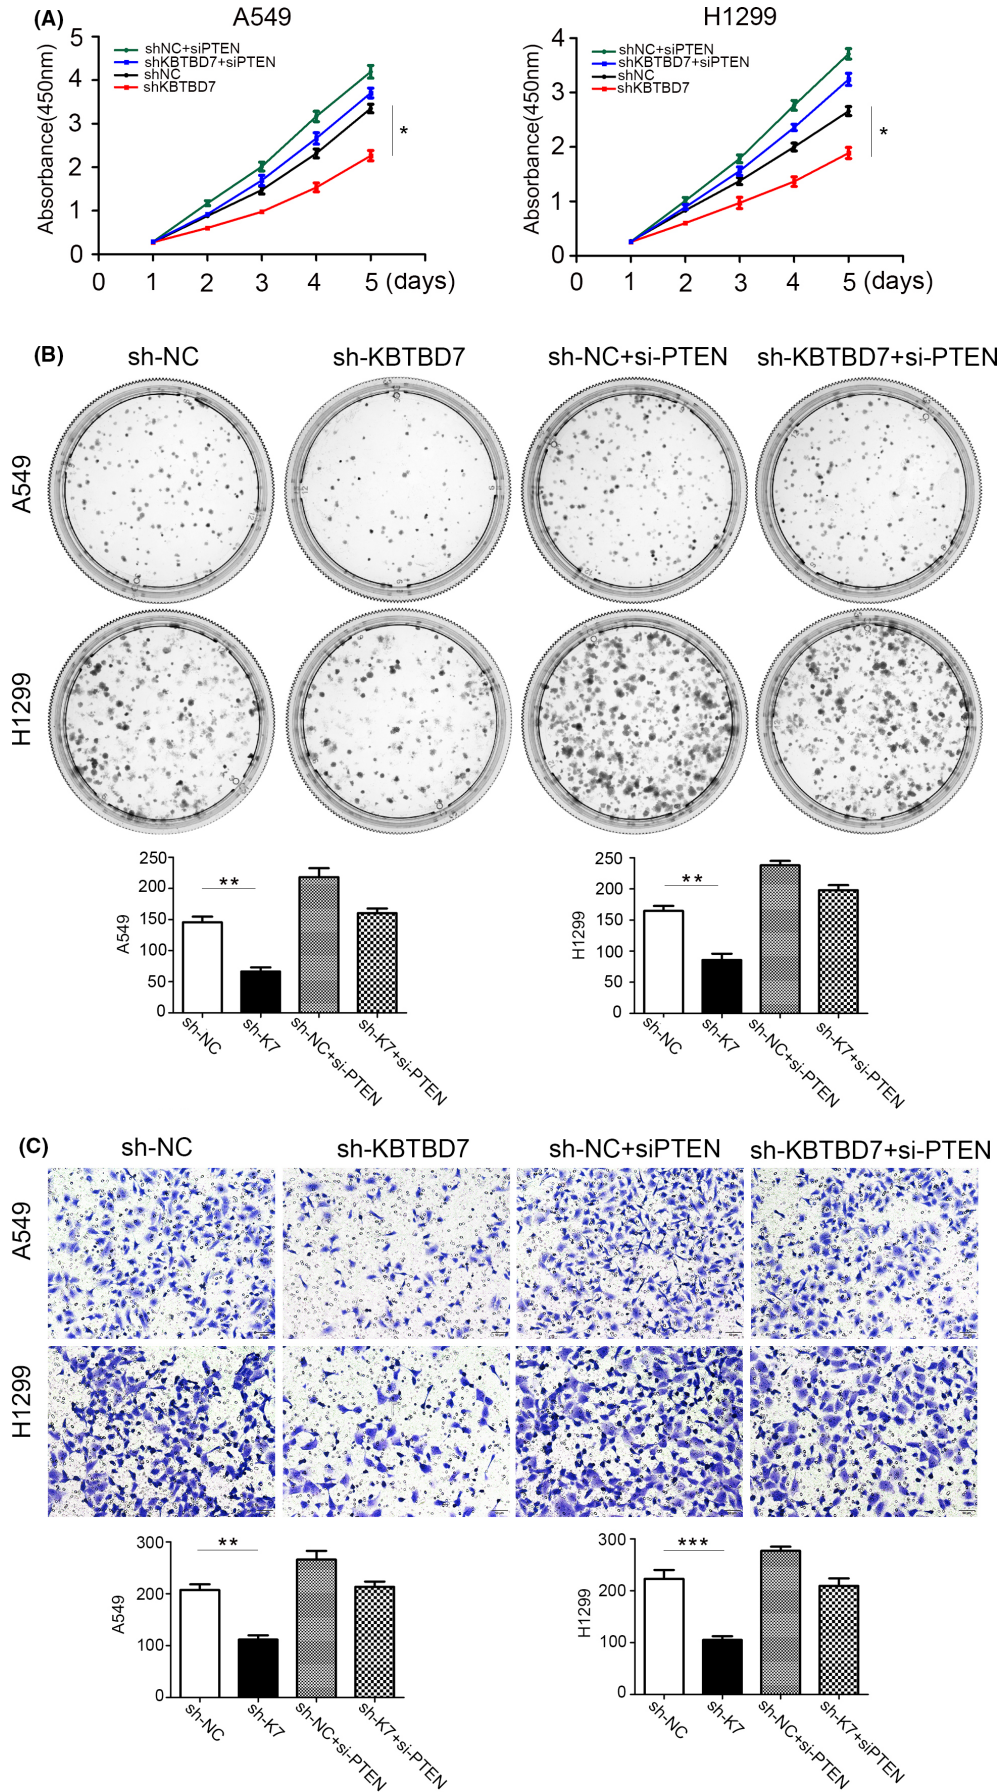 (A)
A549
H1299
Absorbance(450nm)
5
4
3
2
1
0
shNC+siPTEN
shKBTBD7+siPTEN
shNC
shKBTBD7
*
0 1 2 3 4 5 (days)
Absorbance(450nm)
4
3
2
1
0
shNC+siPTEN
shKBTBD7+siPTEN
shNC
shKBTBD7
*
0 1 2 3 4 5 (days)
(B)
sh-NC sh-KBTBD7 sh-NC+si-PTEN sh-KBTBD7+si-PTEN
A549
H1299
A549
250
200
150
100
50
0
**
sh-NC
sh-K7
sh-NC+si-PTEN
sh-K7+si-PTEN
H1299
250
200
150
100
50
0
**
sh-NC
sh-K7
sh-NC+si-PTEN
sh-K7+si-PTEN
(C)
sh-NC sh-KBTBD7 sh-NC+siPTEN sh-KBTBD7+si-PTEN
A549
H1299
A549
300
200
100
0
**
sh-NC
sh-K7
sh-NC+si-PTEN
sh-K7+si-PTEN
H1299
300
200
100
0
***
sh-NC
sh-K7
sh-NC+si-PTEN
sh-K7+siPTEN